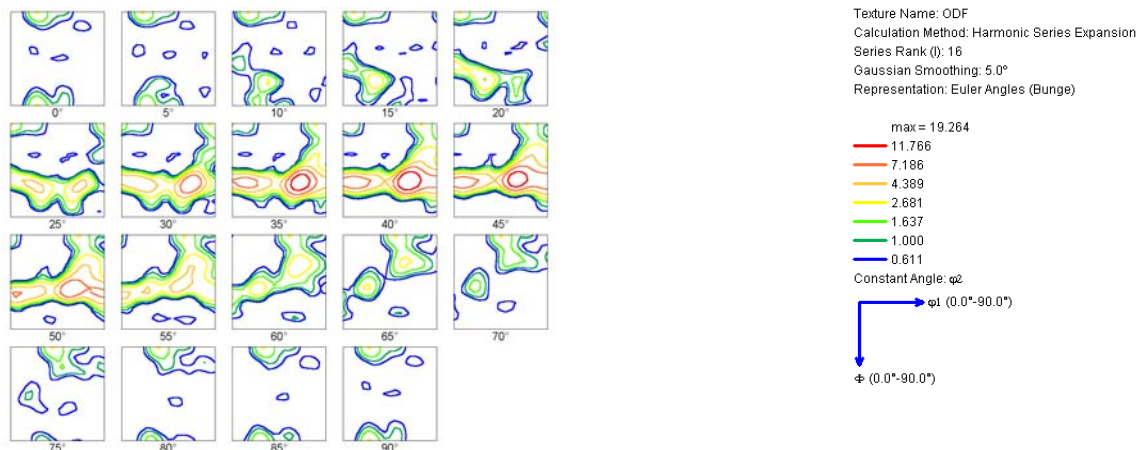 0° 5° 10° 15° 20°
25° 30° 35° 40° 45°
50° 55° 60° 65° 70°
75° 80° 85° 90°
Texture Name: ODF
Calculation Method: Harmonic Series Expansion
Series Rank (l): 16
Gaussian Smoothing: 5.0°
Representation: Euler Angles (Bunge)
max = 19.264
11.766
7.186
4.389
2.681
1.637
1.000
0.611
Constant Angle: φ2
φ1 (0.0°-90.0°)
Φ (0.0°-90.0°)